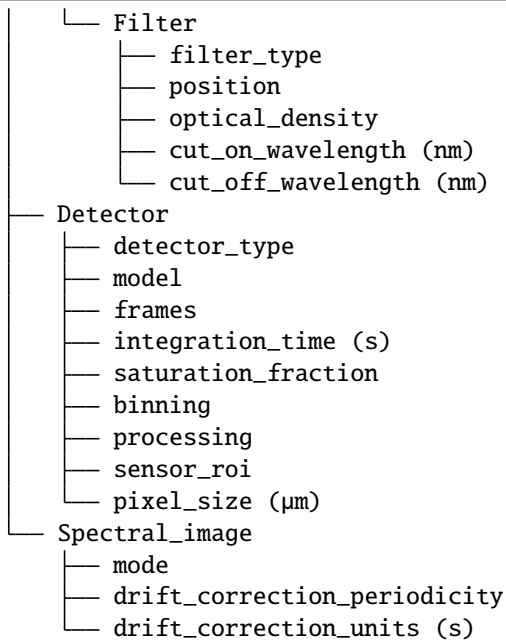 │   └── Filter
│       ├── filter_type
│       ├── position
│       ├── optical_density
│       ├── cut_on_wavelength (nm)
│       └── cut_off_wavelength (nm)
├── Detector
│   ├── detector_type
│   ├── model
│   ├── frames
│   ├── integration_time (s)
│   ├── saturation_fraction
│   ├── binning
│   ├── processing
│   ├── sensor_roi
│   └── pixel_size (µm)
└── Spectral_image
    ├── mode
    ├── drift_correction_periodicity
    └── drift_correction_units (s)